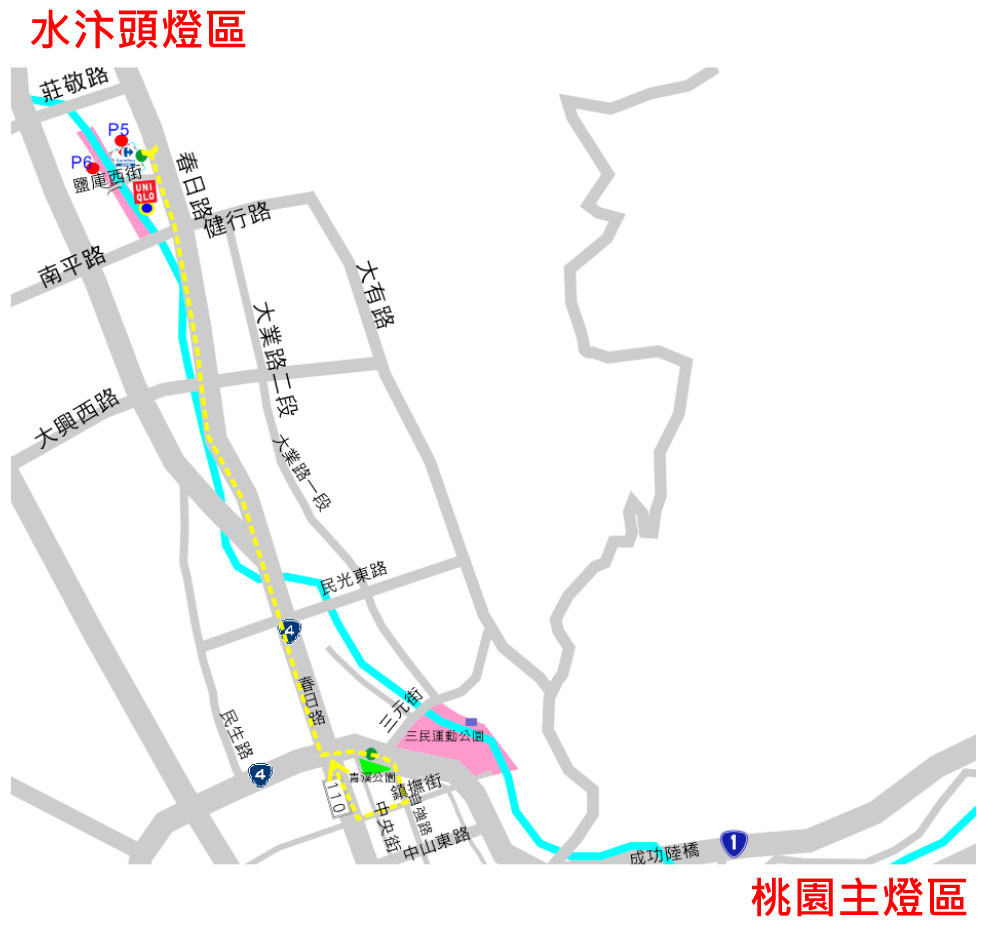 水汴頭燈區
莊敬路
P5
P6
Carrefour
鹽庫西街
UNI
QLO
春日路
健行路
南平路
大有路
大業路二段
大興西路
大業路一段
民光東路
4
春日路
三元街
民生路
三民運動公園
4
青溪公園
鎮撫街
110
中央街
自強路
中山東路
成功陸橋
1
桃園主燈區